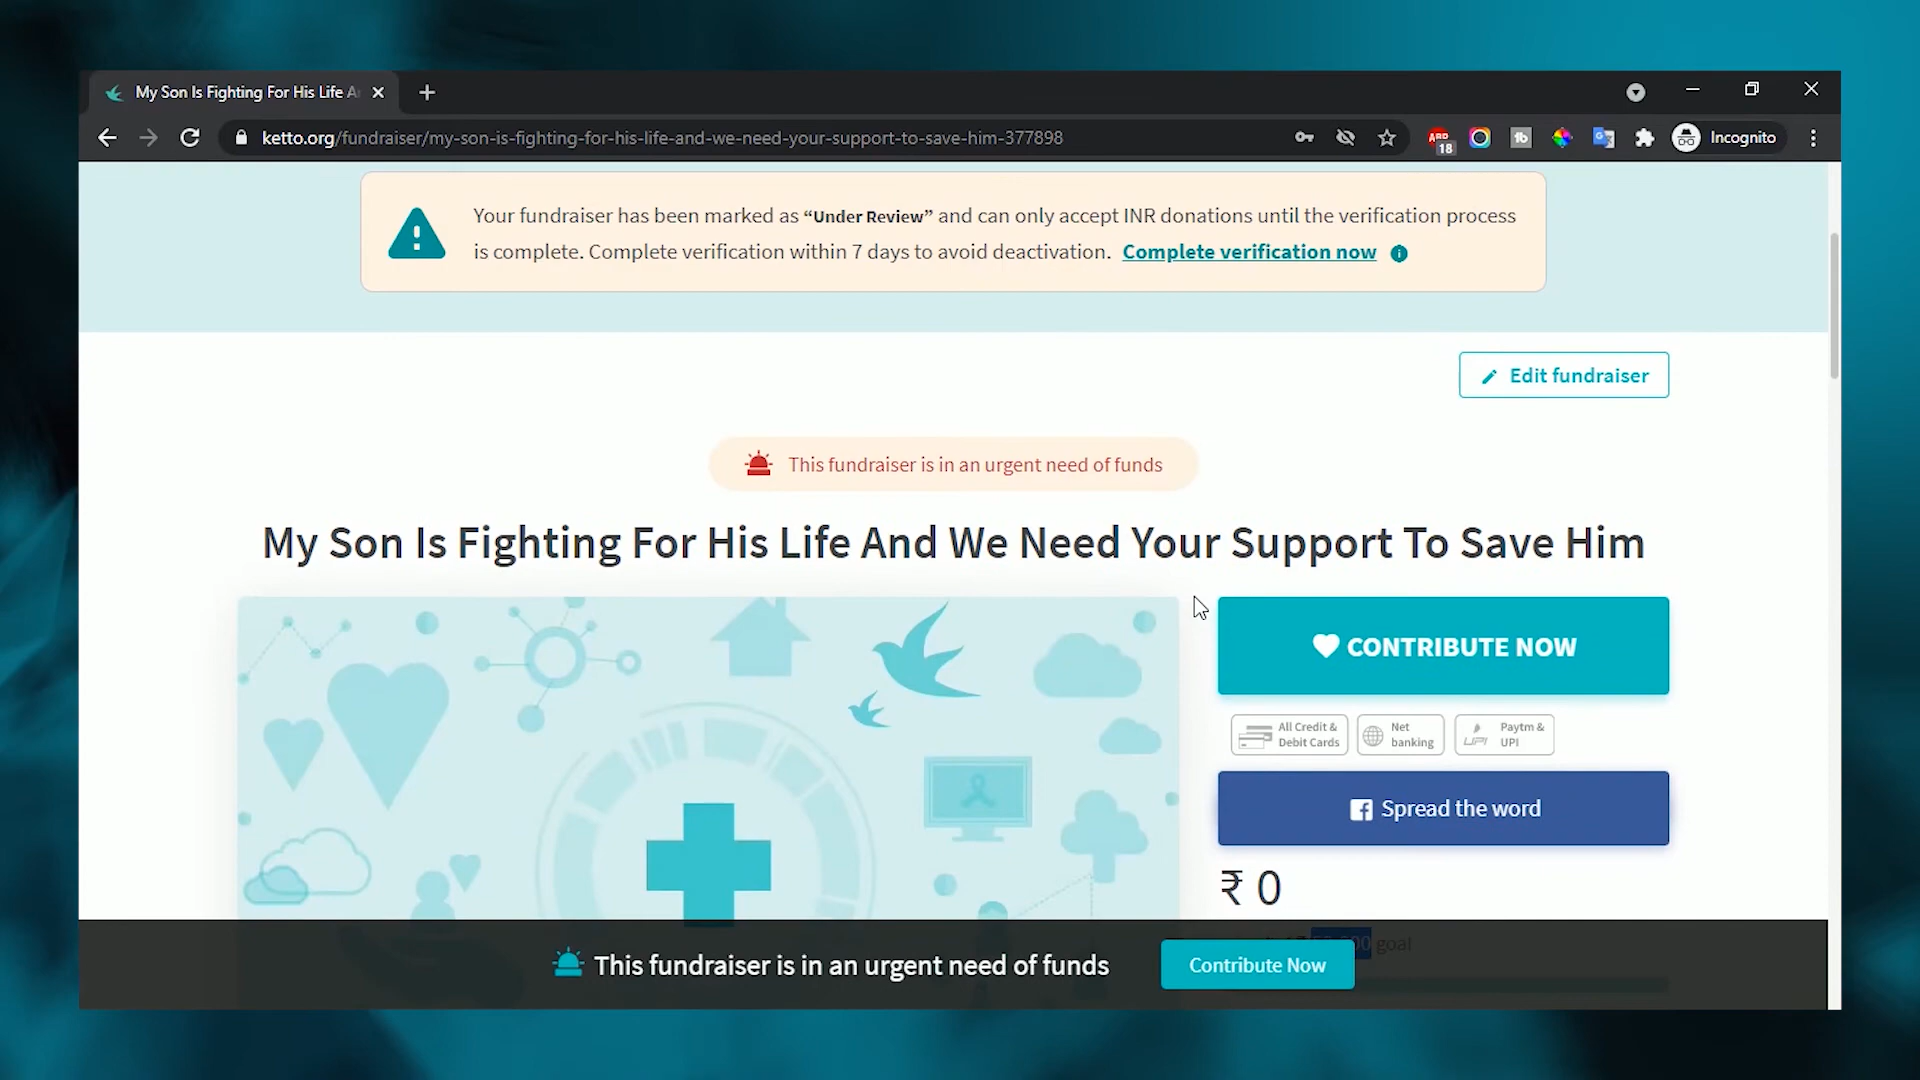 My Son Is Fighting For His Life A
ketto.org/fundraiser/my-son-is-fighting-for-his-life-and-we-need-your-support-to-save-him-377898
ABD
18
tb
G
Incognito
Your fundraiser has been marked as “Under Review” and can only accept INR donations until the verification process
is complete. Complete verification within 7 days to avoid deactivation. Complete verification now
Edit fundraiser
This fundraiser is in an urgent need of funds
My Son Is Fighting For His Life And We Need Your Support To Save Him
CONTRIBUTE NOW
All Credit &
Debit Cards
Net
banking
UPI
Paytm &
UPI
Spread the word
₹ 0
goal
This fundraiser is in an urgent need of funds
Contribute Now